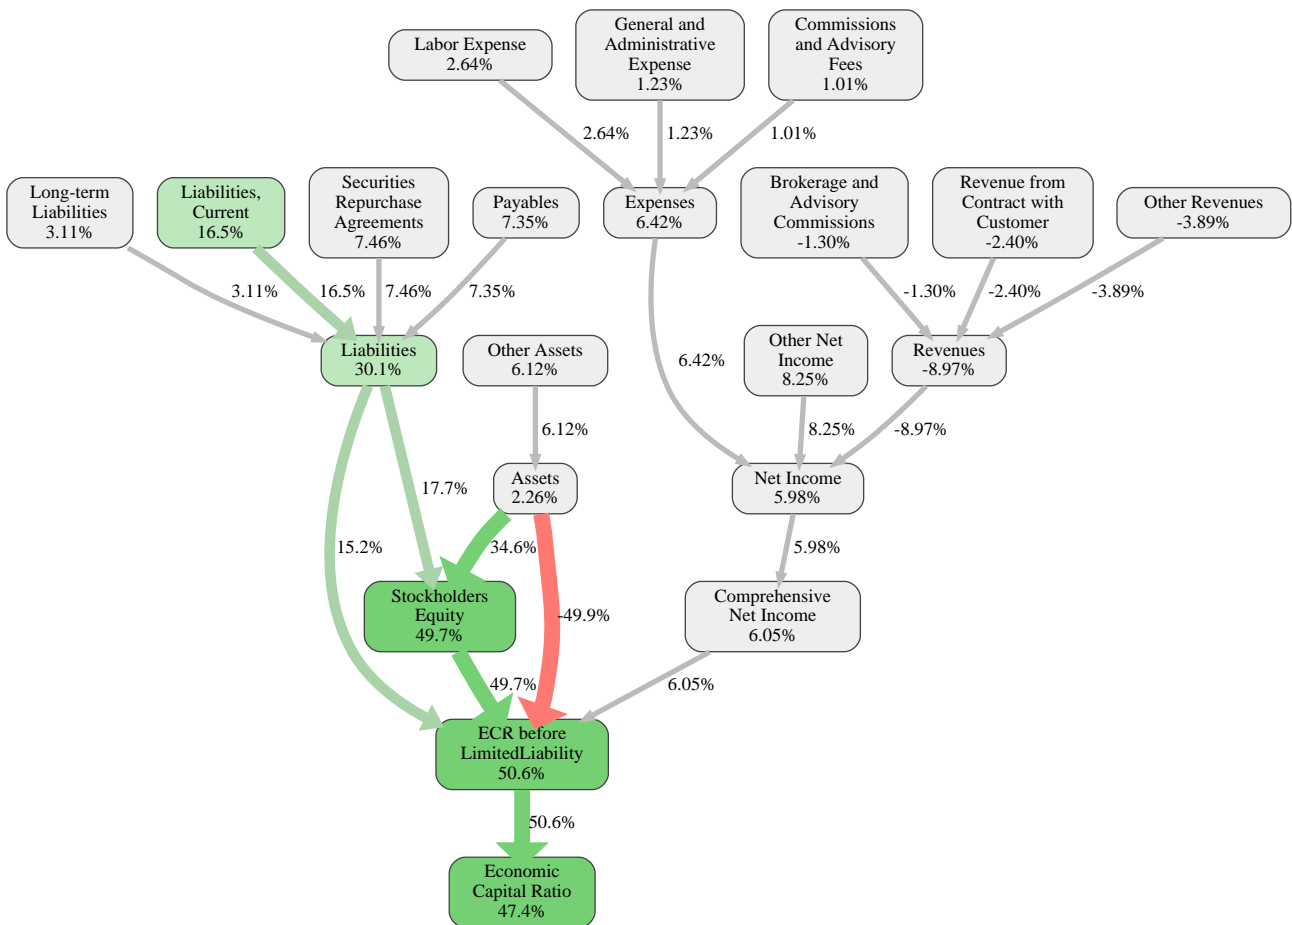 Labor Expense
2.64%
General and
Administrative
Expense
1.23%
Commissions
and Advisory
Fees
1.01%
2.64%
1.23%
1.01%
Long-term
Liabilities
3.11%
Liabilities,
Current
16.5%
Securities
Repurchase
Agreements
7.46%
Payables
7.35%
Expenses
6.42%
Brokerage and
Advisory
Commissions
-1.30%
Revenue from
Contract with
Customer
-2.40%
Other Revenues
-3.89%
3.11%
16.5%
7.46%
7.35%
-1.30%
-2.40%
-3.89%
Liabilities
30.1%
Other Assets
6.12%
6.42%
Other Net
Income
8.25%
Revenues
-8.97%
6.12%
8.25%
-8.97%
17.7%
Assets
2.26%
Net Income
5.98%
15.2%
34.6%
5.98%
Stockholders
Equity
49.7%
-49.9%
Comprehensive
Net Income
6.05%
49.7%
6.05%
ECR before
LimitedLiability
50.6%
50.6%
Economic
Capital Ratio
47.4%